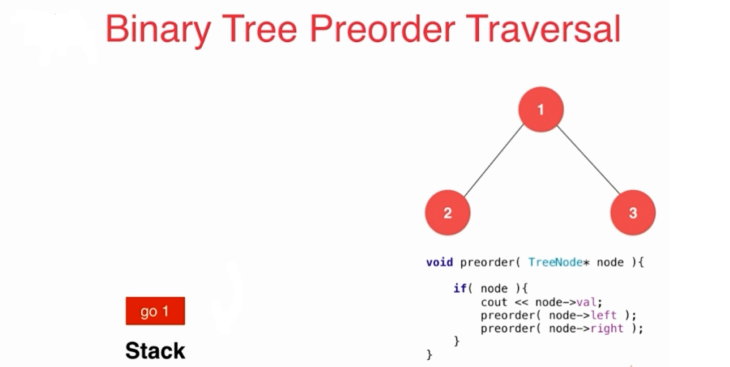 Binary Tree Preorder Traversal
1
2
3
void preorder( TreeNode* node ){
if( node ){
cout << node->val;
preorder( node->left );
preorder( node->right );
}
}
go 1
Stack